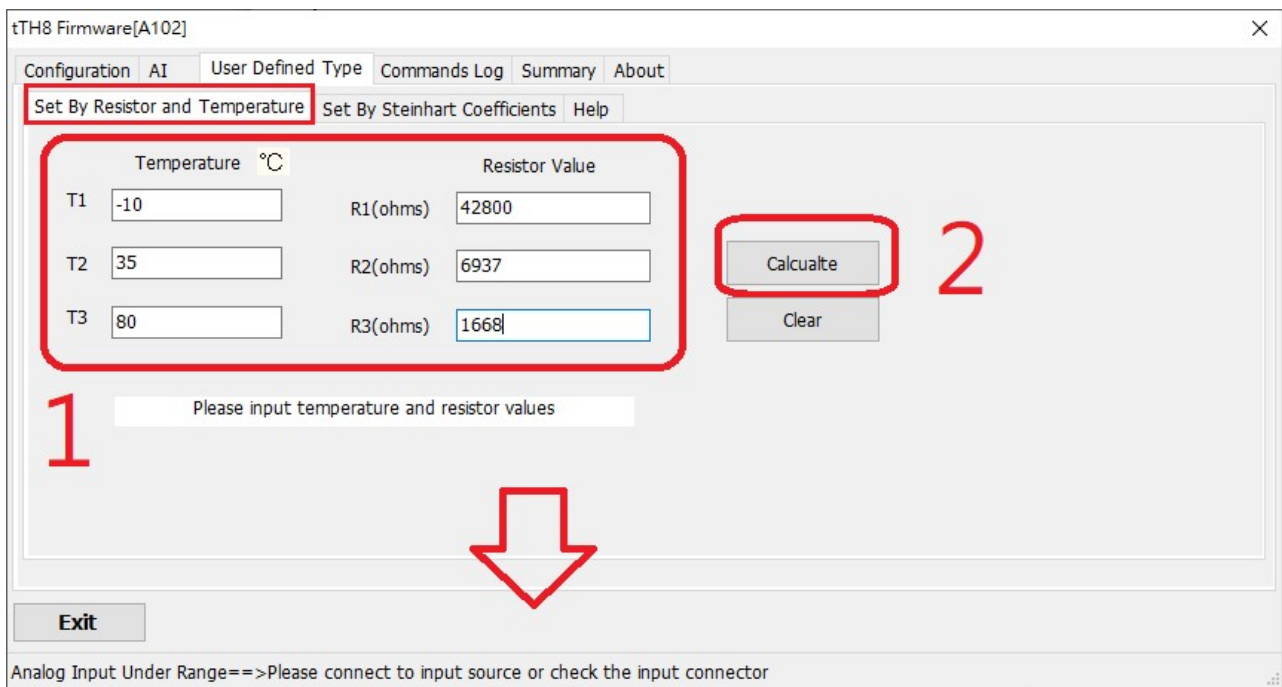 tTH8 Firmware[A102]
Configuration AI User Defined Type Commands Log Summary About
Set By Resistor and Temperature Set By Steinhart Coefficients Help
Temperature °C Resistor Value
T1 -10 R1(ohms) 42800
T2 35 R2(ohms) 6937
Calcualte 2
T3 80 R3(ohms) 1668
Clear
1 Please input temperature and resistor values
Exit
Analog Input Under Range==>Please connect to input source or check the input connector